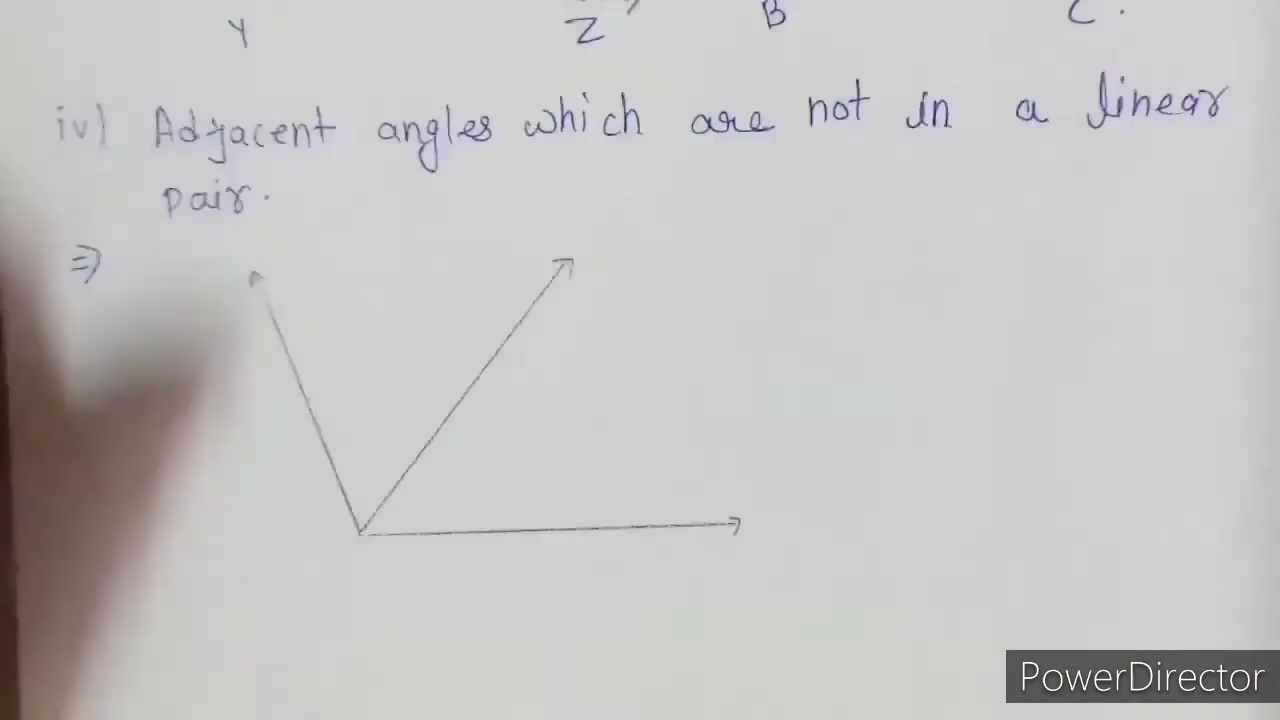 Y Z B C.
iv) Adjacent angles which are not in a linear
pair.
⇒
PowerDirector